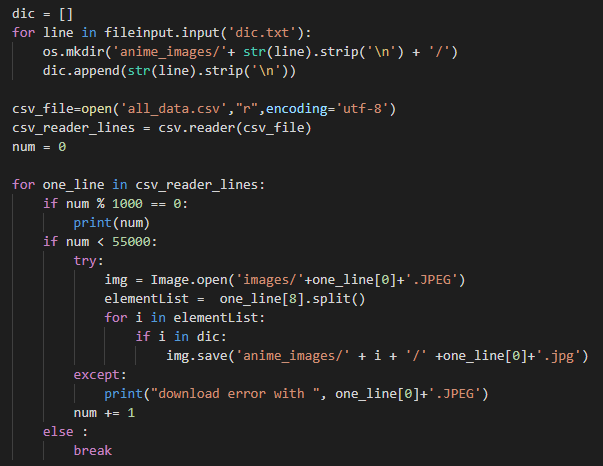 dic = []
for line in fileinput.input('dic.txt'):
    os.mkdir('anime_images/'+ str(line).strip('\n') + '/')
    dic.append(str(line).strip('\n'))

csv_file=open('all_data.csv',"r",encoding='utf-8')
csv_reader_lines = csv.reader(csv_file)
num = 0

for one_line in csv_reader_lines:
    if num % 1000 == 0:
        print(num)
    if num < 55000:
        try:
            img = Image.open('images/'+one_line[0]+'.JPEG')
            elementList =  one_line[8].split()
            for i in elementList:
                if i in dic:
                    img.save('anime_images/' + i + '/' +one_line[0]+'.jpg')
        except:
            print("download error with ", one_line[0]+'.JPEG')
        num += 1
    else :
        break